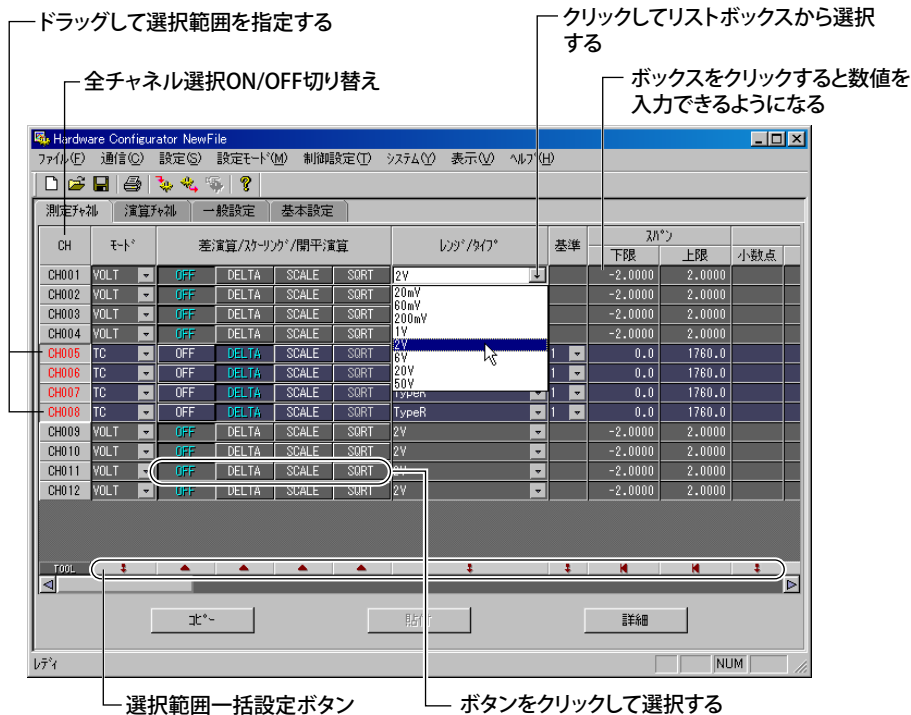 ドラッグして選択範囲を指定する
クリックしてリストボックスから選択
する
全チャネル選択ON/OFF切り替え
ボックスをクリックすると数値を
入力できるようになる
Hardware Configurator NewFile
ﾌｧｲﾙ(F) 通信(C) 設定(S) 設定ﾓｰﾄﾞ(M) 制御設定(T) ｼｽﾃﾑ(Y) 表示(V) ﾍﾙﾌﾟ(H)
測定ﾁｬﾈﾙ 演算ﾁｬﾈﾙ 一般設定 基本設定
CH ﾓｰﾄﾞ 差演算/ｽｹｰﾘﾝｸﾞ/開平演算 ﾚﾝｼﾞ/ﾀｲﾌﾟ 基準 ｽﾊﾟﾝ
下限 上限 小数点
CH001 VOLT OFF DELTA SCALE SQRT 2V -2.0000 2.0000
CH002 VOLT OFF DELTA SCALE SQRT 20mV -2.0000 2.0000
60mV
CH003 VOLT OFF DELTA SCALE SQRT 200mV -2.0000 2.0000
CH004 VOLT OFF DELTA SCALE SQRT 1V -2.0000 2.0000
2V
CH005 TC OFF DELTA SCALE SQRT 6V 1 0.0 1760.0
CH006 TC OFF DELTA SCALE SQRT 20V 1 0.0 1760.0
50V
CH007 TC OFF DELTA SCALE SQRT TypeR 1 0.0 1760.0
CH008 TC OFF DELTA SCALE SQRT TypeR 1 0.0 1760.0
CH009 VOLT OFF DELTA SCALE SQRT 2V -2.0000 2.0000
CH010 VOLT OFF DELTA SCALE SQRT 2V -2.0000 2.0000
CH011 VOLT OFF DELTA SCALE SQRT 2V -2.0000 2.0000
CH012 VOLT OFF DELTA SCALE SQRT 2V -2.0000 2.0000
TOOL
ｺﾋﾟｰ 貼付 詳細
ﾚﾃﾞｨ NUM
選択範囲一括設定ボタン
ボタンをクリックして選択する